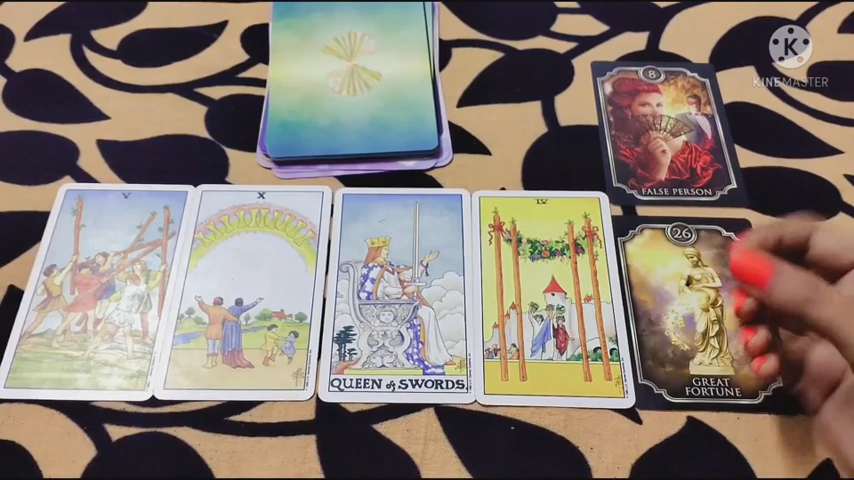 K
KINEMASTER
8
FALSE PERSON
V
X
QUEEN of SWORDS.
IV
26
GREAT
FORTUNE